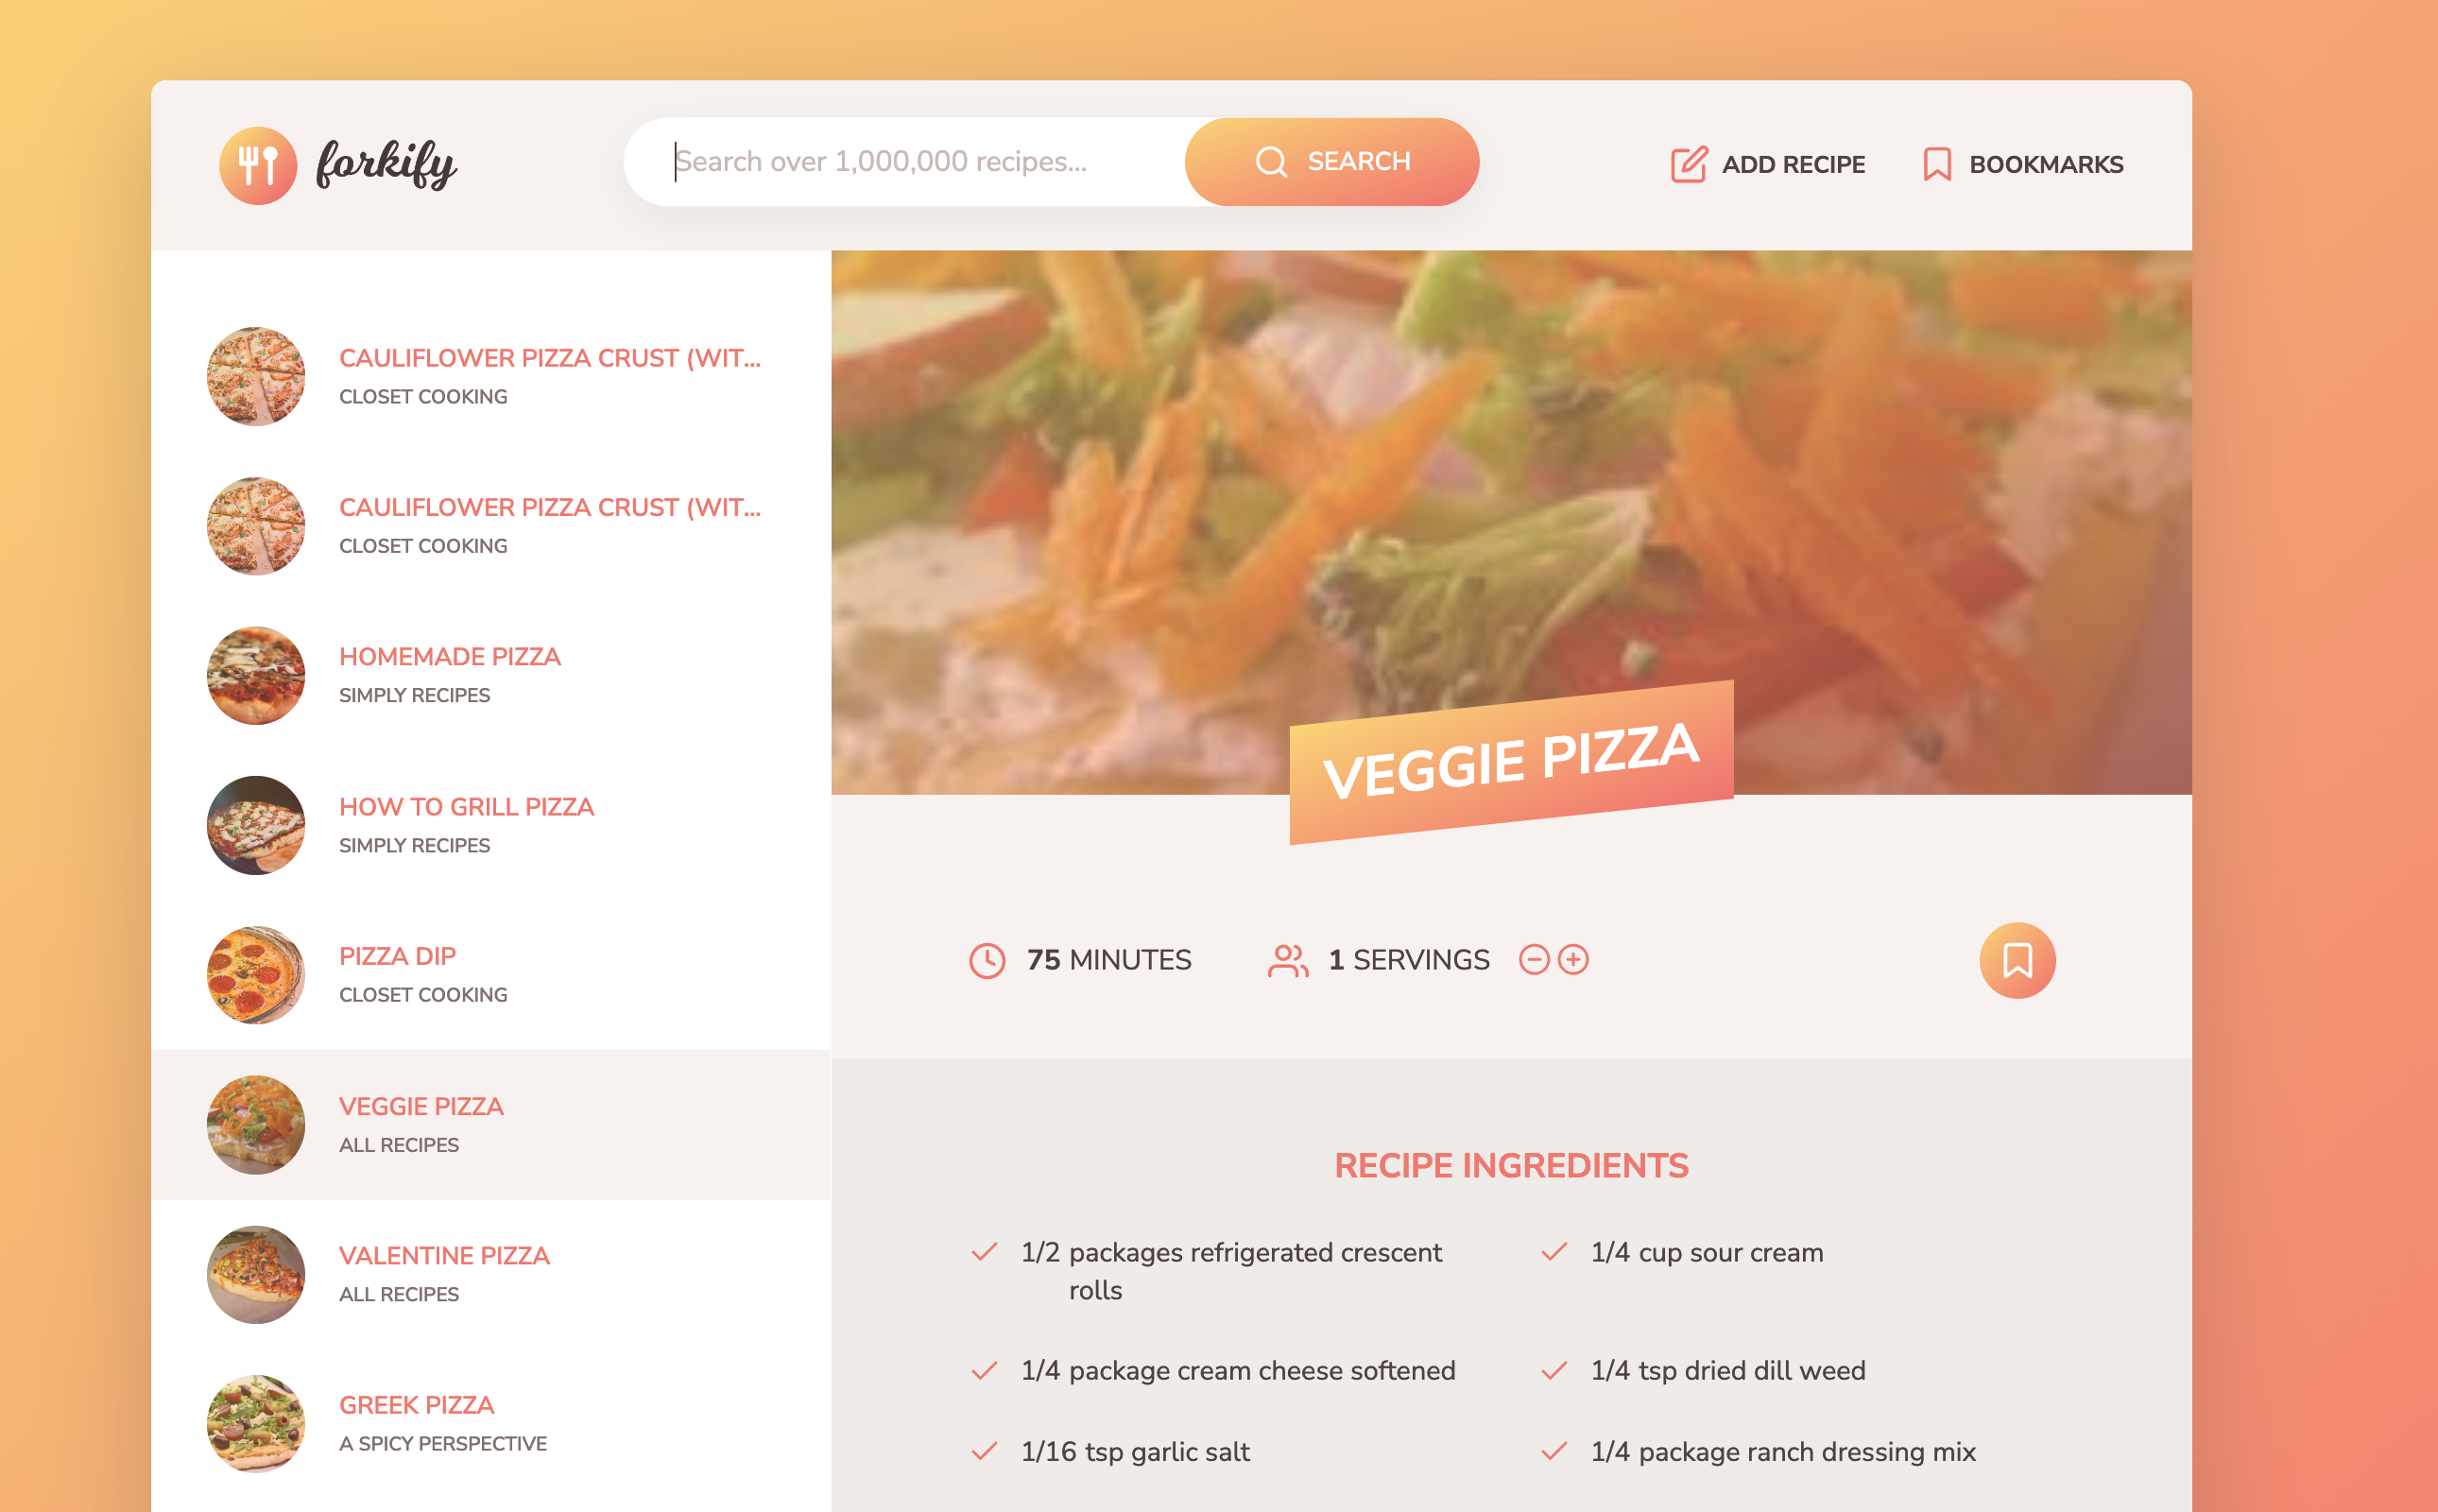 forkify
Search over 1,000,000 recipes...
SEARCH
ADD RECIPE
BOOKMARKS
CAULIFLOWER PIZZA CRUST (WIT...
CLOSET COOKING
CAULIFLOWER PIZZA CRUST (WIT...
CLOSET COOKING
HOMEMADE PIZZA
SIMPLY RECIPES
HOW TO GRILL PIZZA
SIMPLY RECIPES
PIZZA DIP
CLOSET COOKING
VEGGIE PIZZA
ALL RECIPES
VALENTINE PIZZA
ALL RECIPES
GREEK PIZZA
A SPICY PERSPECTIVE
VEGGIE PIZZA
75 MINUTES
1 SERVINGS
RECIPE INGREDIENTS
1/2 packages refrigerated crescent
rolls
1/4 cup sour cream
1/4 package cream cheese softened
1/4 tsp dried dill weed
1/16 tsp garlic salt
1/4 package ranch dressing mix